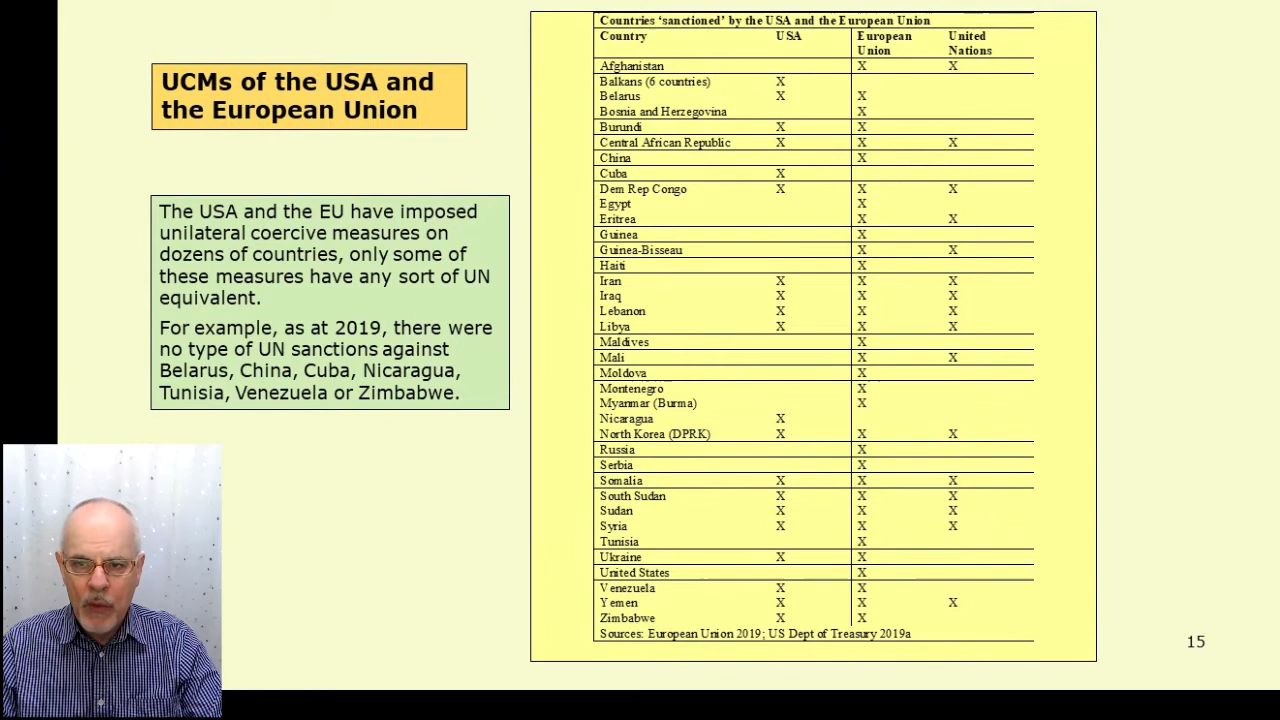 UCMs of the USA and
the European Union
The USA and the EU have imposed
unilateral coercive measures on
dozens of countries, only some of
these measures have any sort of UN
equivalent.
For example, as at 2019, there were
no type of UN sanctions against
Belarus, China, Cuba, Nicaragua,
Tunisia, Venezuela or Zimbabwe.
Countries ‘sanctioned’ by the USA and the European Union
Country USA European United
Union Nations
Afghanistan X X
Balkans (6 countries) X
Belarus X X
Bosnia and Herzegovina X
Burundi X X
Central African Republic X X X
China X
Cuba X
Dem Rep Congo X X X
Egypt X
Eritrea X X
Guinea X
Guinea-Bisseau X X
Haiti X
Iran X X X
Iraq X X X
Lebanon X X X
Libya X X X
Maldives X
Mali X X
Moldova X
Montenegro X
Myanmar (Burma) X
Nicaragua X
North Korea (DPRK) X X X
Russia X
Serbia X
Somalia X X X
South Sudan X X X
Sudan X X X
Syria X X X
Tunisia X
Ukraine X X
United States X
Venezuela X X
Yemen X X X
Zimbabwe X X
Sources: European Union 2019; US Dept of Treasury 2019a
15